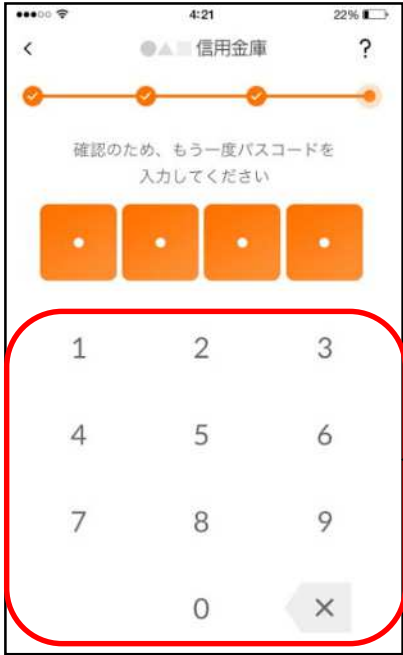 4:21 22%
< ●▲■ 信用金庫 ?
確認のため、もう一度パスコードを
入力してください
1 2 3
4 5 6
7 8 9
0 ×